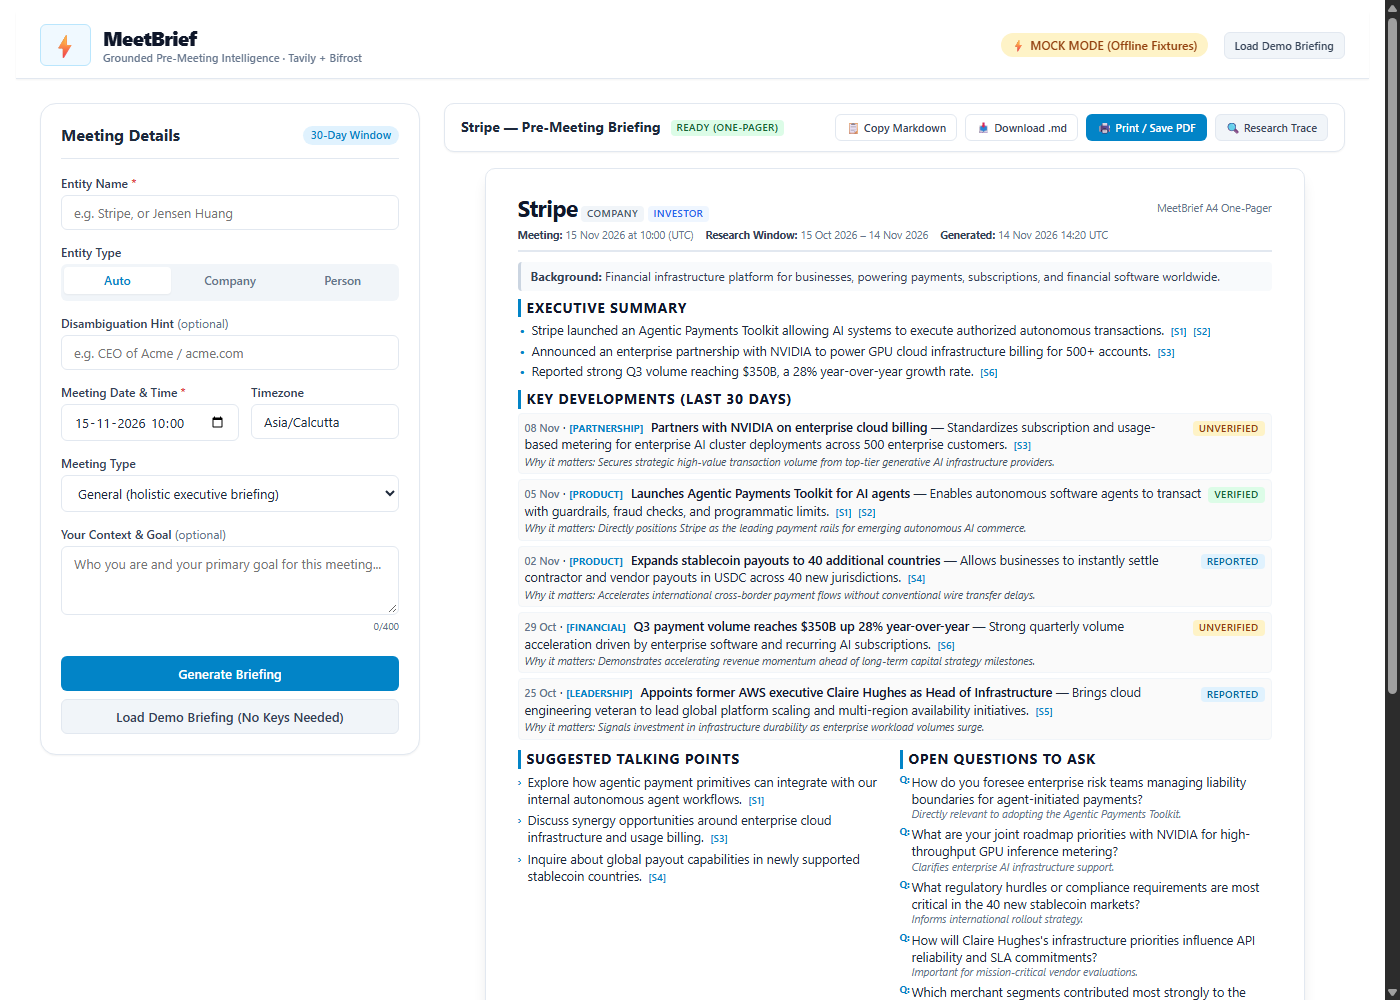 MeetBrief
Grounded Pre-Meeting Intelligence · Tavily + Bifrost
MOCK MODE (Offline Fixtures)
Load Demo Briefing
Meeting Details
30-Day Window
Entity Name *
e.g. Stripe, or Jensen Huang
Entity Type
Auto
Company
Person
Disambiguation Hint (optional)
e.g. CEO of Acme / acme.com
Meeting Date & Time *
Timezone
15-11-2026 10:00
Asia/Calcutta
Meeting Type
General (holistic executive briefing)
Your Context & Goal (optional)
Who you are and your primary goal for this meeting...
0/400
Generate Briefing
Load Demo Briefing (No Keys Needed)
Stripe — Pre-Meeting Briefing
READY (ONE-PAGER)
Copy Markdown
Download .md
Print / Save PDF
Research Trace
Stripe COMPANY INVESTOR
MeetBrief A4 One-Pager
Meeting: 15 Nov 2026 at 10:00 (UTC) Research Window: 15 Oct 2026 – 14 Nov 2026 Generated: 14 Nov 2026 14:20 UTC
Background: Financial infrastructure platform for businesses, powering payments, subscriptions, and financial software worldwide.
EXECUTIVE SUMMARY
• Stripe launched an Agentic Payments Toolkit allowing AI systems to execute authorized autonomous transactions. [S1] [S2]
• Announced an enterprise partnership with NVIDIA to power GPU cloud infrastructure billing for 500+ accounts. [S3]
• Reported strong Q3 volume reaching $350B, a 28% year-over-year growth rate. [S6]
KEY DEVELOPMENTS (LAST 30 DAYS)
08 Nov · [PARTNERSHIP] Partners with NVIDIA on enterprise cloud billing — Standardizes subscription and usage-
based metering for enterprise AI cluster deployments across 500 enterprise customers. [S3]
UNVERIFIED
Why it matters: Secures strategic high-value transaction volume from top-tier generative AI infrastructure providers.
05 Nov · [PRODUCT] Launches Agentic Payments Toolkit for AI agents — Enables autonomous software agents to transact
with guardrails, fraud checks, and programmatic limits. [S1] [S2]
VERIFIED
Why it matters: Directly positions Stripe as the leading payment rails for emerging autonomous AI commerce.
02 Nov · [PRODUCT] Expands stablecoin payouts to 40 additional countries — Allows businesses to instantly settle
contractor and vendor payouts in USDC across 40 new jurisdictions. [S4]
REPORTED
Why it matters: Accelerates international cross-border payment flows without conventional wire transfer delays.
29 Oct · [FINANCIAL] Q3 payment volume reaches $350B up 28% year-over-year — Strong quarterly volume
acceleration driven by enterprise software and recurring AI subscriptions. [S6]
UNVERIFIED
Why it matters: Demonstrates accelerating revenue momentum ahead of long-term capital strategy milestones.
25 Oct · [LEADERSHIP] Appoints former AWS executive Claire Hughes as Head of Infrastructure — Brings cloud
engineering veteran to lead global platform scaling and multi-region availability initiatives. [S5]
REPORTED
Why it matters: Signals investment in infrastructure durability as enterprise workload volumes surge.
SUGGESTED TALKING POINTS
› Explore how agentic payment primitives can integrate with our
internal autonomous agent workflows. [S1]
› Discuss synergy opportunities around enterprise cloud
infrastructure and usage billing. [S3]
› Inquire about global payout capabilities in newly supported
stablecoin countries. [S4]
OPEN QUESTIONS TO ASK
Q: How do you foresee enterprise risk teams managing liability
boundaries for agent-initiated payments?
Directly relevant to adopting the Agentic Payments Toolkit.
Q: What are your joint roadmap priorities with NVIDIA for high-
throughput GPU inference metering?
Clarifies enterprise AI infrastructure support.
Q: What regulatory hurdles or compliance requirements are most
critical in the 40 new stablecoin markets?
Informs international rollout strategy.
Q: How will Claire Hughes's infrastructure priorities influence API
reliability and SLA commitments?
Important for mission-critical vendor evaluations.
Q: Which merchant segments contributed most strongly to the